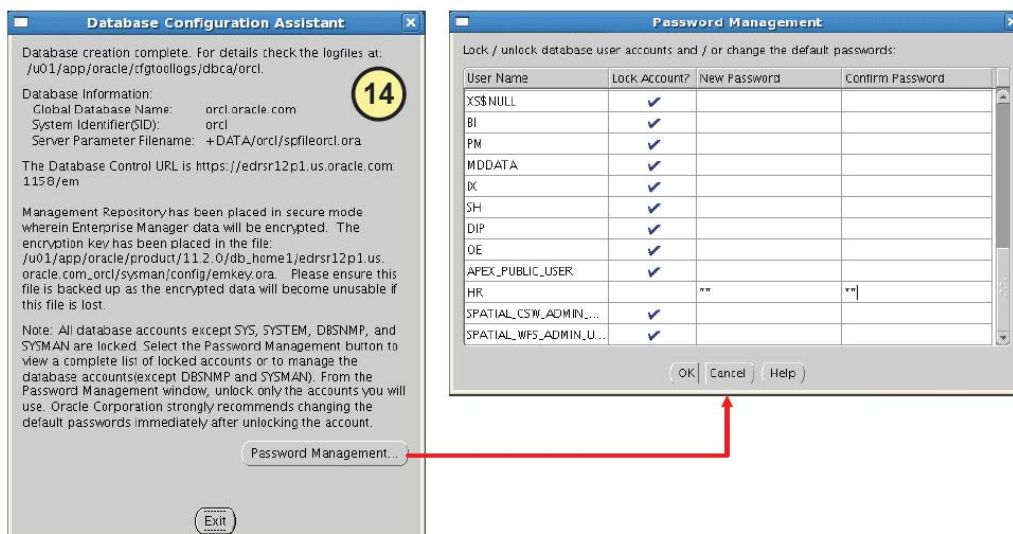 Database Configuration Assistant
Database creation complete. For details check the logfiles at:
/u01/app/oracle/cfgtoollogs/dbca/orcl.
Database Information:
Global Database Name: orcl.oracle.com
System Identifier(SID): orcl
Server Parameter Filename: +DATA/orcl/spfileorcl.ora
14
The Database Control URL is https://edrsr12p1.us.oracle.com:
1158/em
Management Repository has been placed in secure mode
wherein Enterprise Manager data will be encrypted. The
encryption key has been placed in the file:
/u01/app/oracle/product/11.2.0/db_home1/edrsr12p1.us.
oracle.com_orcl/sysman/config/emkey.ora. Please ensure this
file is backed up as the encrypted data will become unusable if
this file is lost.
Note: All database accounts except SYS, SYSTEM, DBSNMP, and
SYSMAN are locked. Select the Password Management button to
view a complete list of locked accounts or to manage the
database accounts(except DBSNMP and SYSMAN). From the
Password Management window, unlock only the accounts you will
use. Oracle Corporation strongly recommends changing the
default passwords immediately after unlocking the account.
Password Management...
Exit
Password Management
Lock / unlock database user accounts and / or change the default passwords:
User Name Lock Account? New Password Confirm Password
XS$NULL ✔
BI ✔
PM ✔
MDDATA ✔
IX ✔
SH ✔
DIP ✔
OE ✔
APEX_PUBLIC_USER ✔
HR ** **
SPATIAL_CSW_ADMIN_... ✔
SPATIAL_WFS_ADMIN_U... ✔
OK Cancel Help